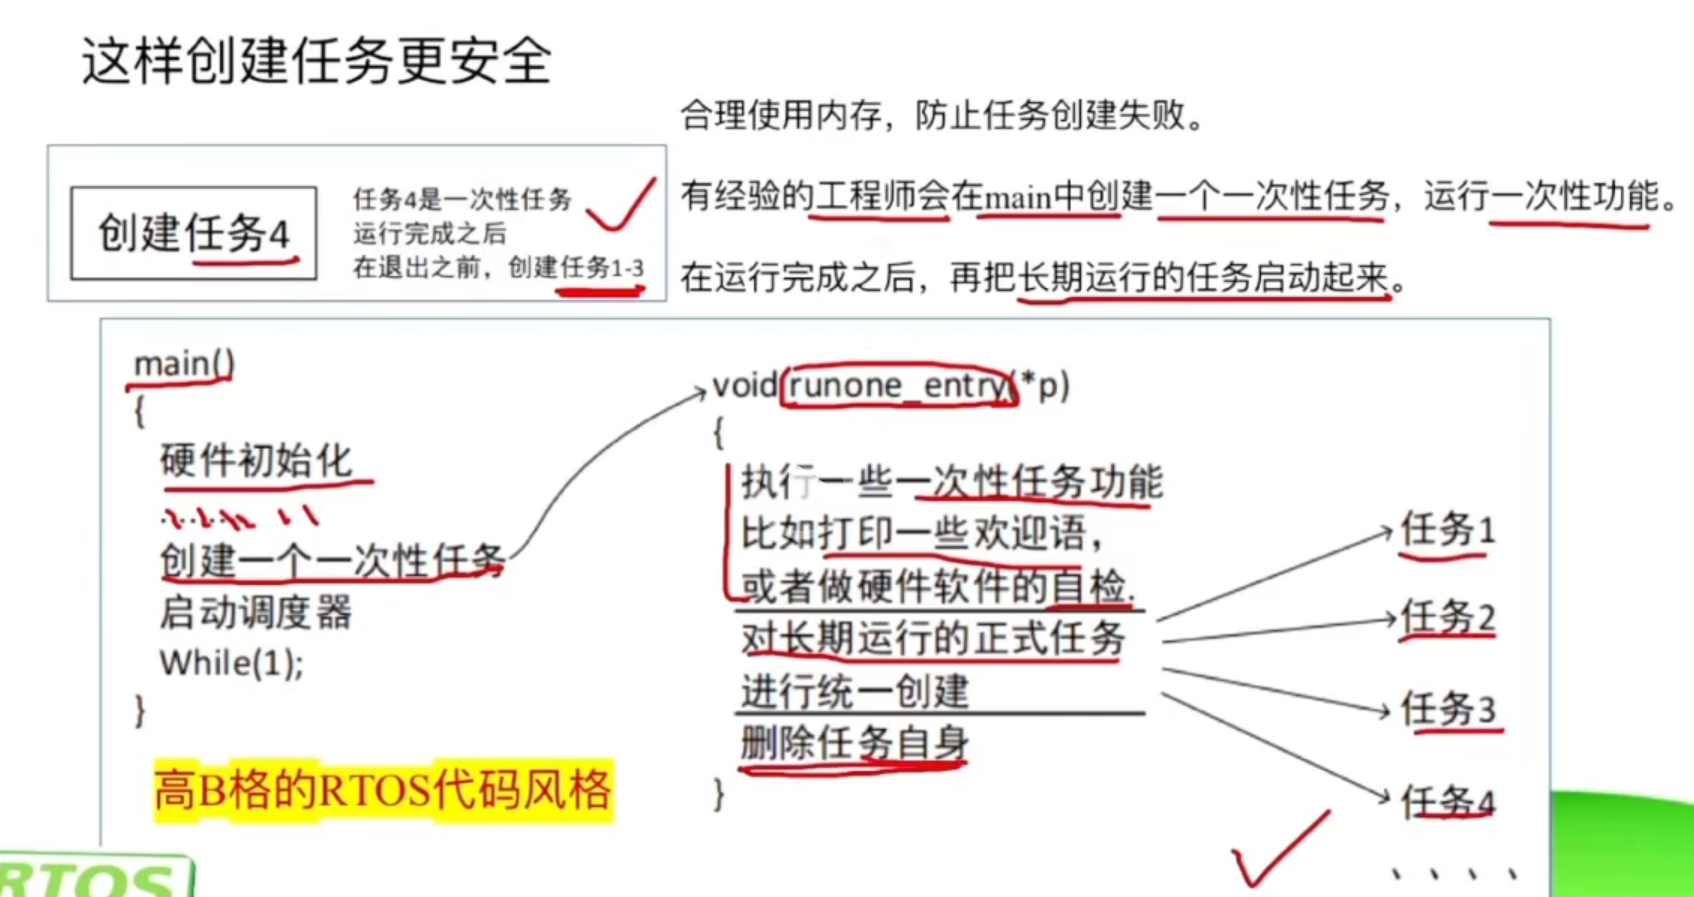 这样创建任务更安全
合理使用内存，防止任务创建失败。
创建任务4
任务4是一次性任务
运行完成之后
在退出之前，创建任务1-3
有经验的工程师会在main中创建一个一次性任务，运行一次性功能。
在运行完成之后，再把长期运行的任务启动起来。
main()
{
硬件初始化
......
创建一个一次性任务
启动调度器
While(1);
}
高B格的RTOS代码风格
void runone_entry(*p)
{
执行一些一次性任务功能
比如打印一些欢迎语，
或者做硬件软件的自检.
对长期运行的正式任务
进行统一创建
删除任务自身
}
任务1
任务2
任务3
任务4
RTOS